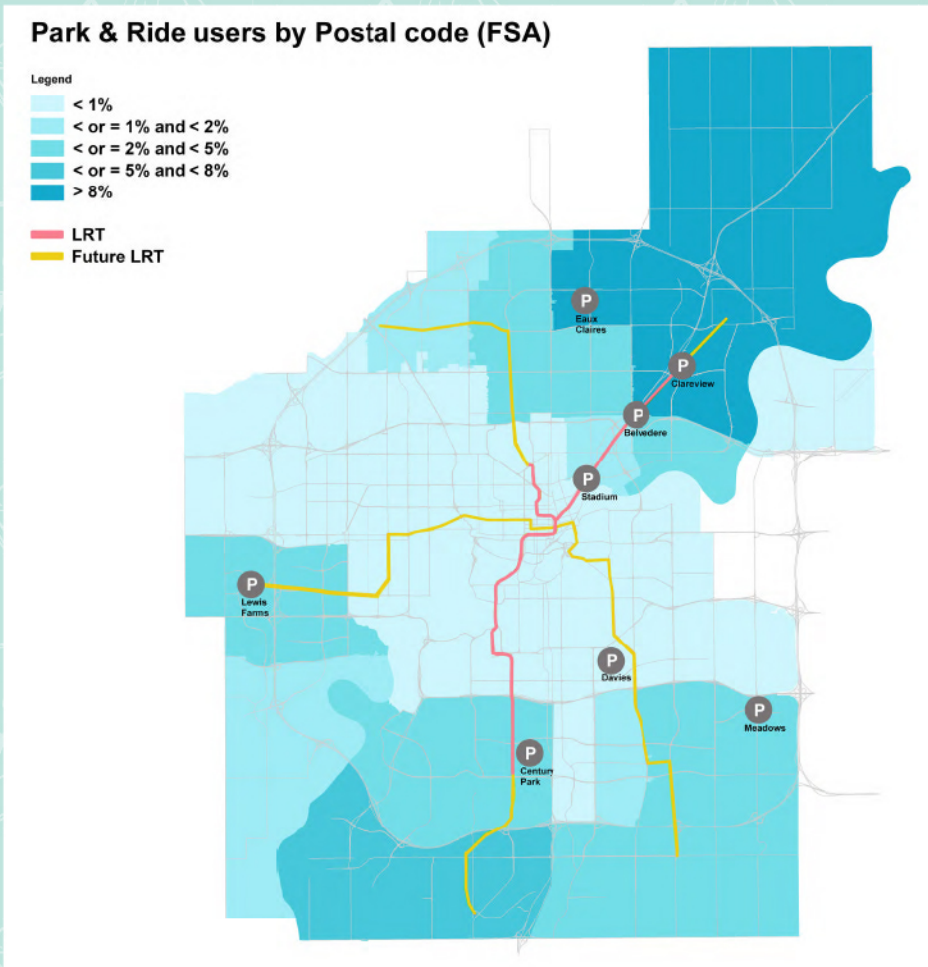 Park & Ride users by Postal code (FSA)
Legend
< 1%
< or = 1% and < 2%
< or = 2% and < 5%
< or = 5% and < 8%
> 8%
LRT
Future LRT
P
Eaux
Claires
P
Clareview
P
Belvedere
P
Stadium
P
Lewis
Farms
P
Davies
P
Meadows
P
Century
Park